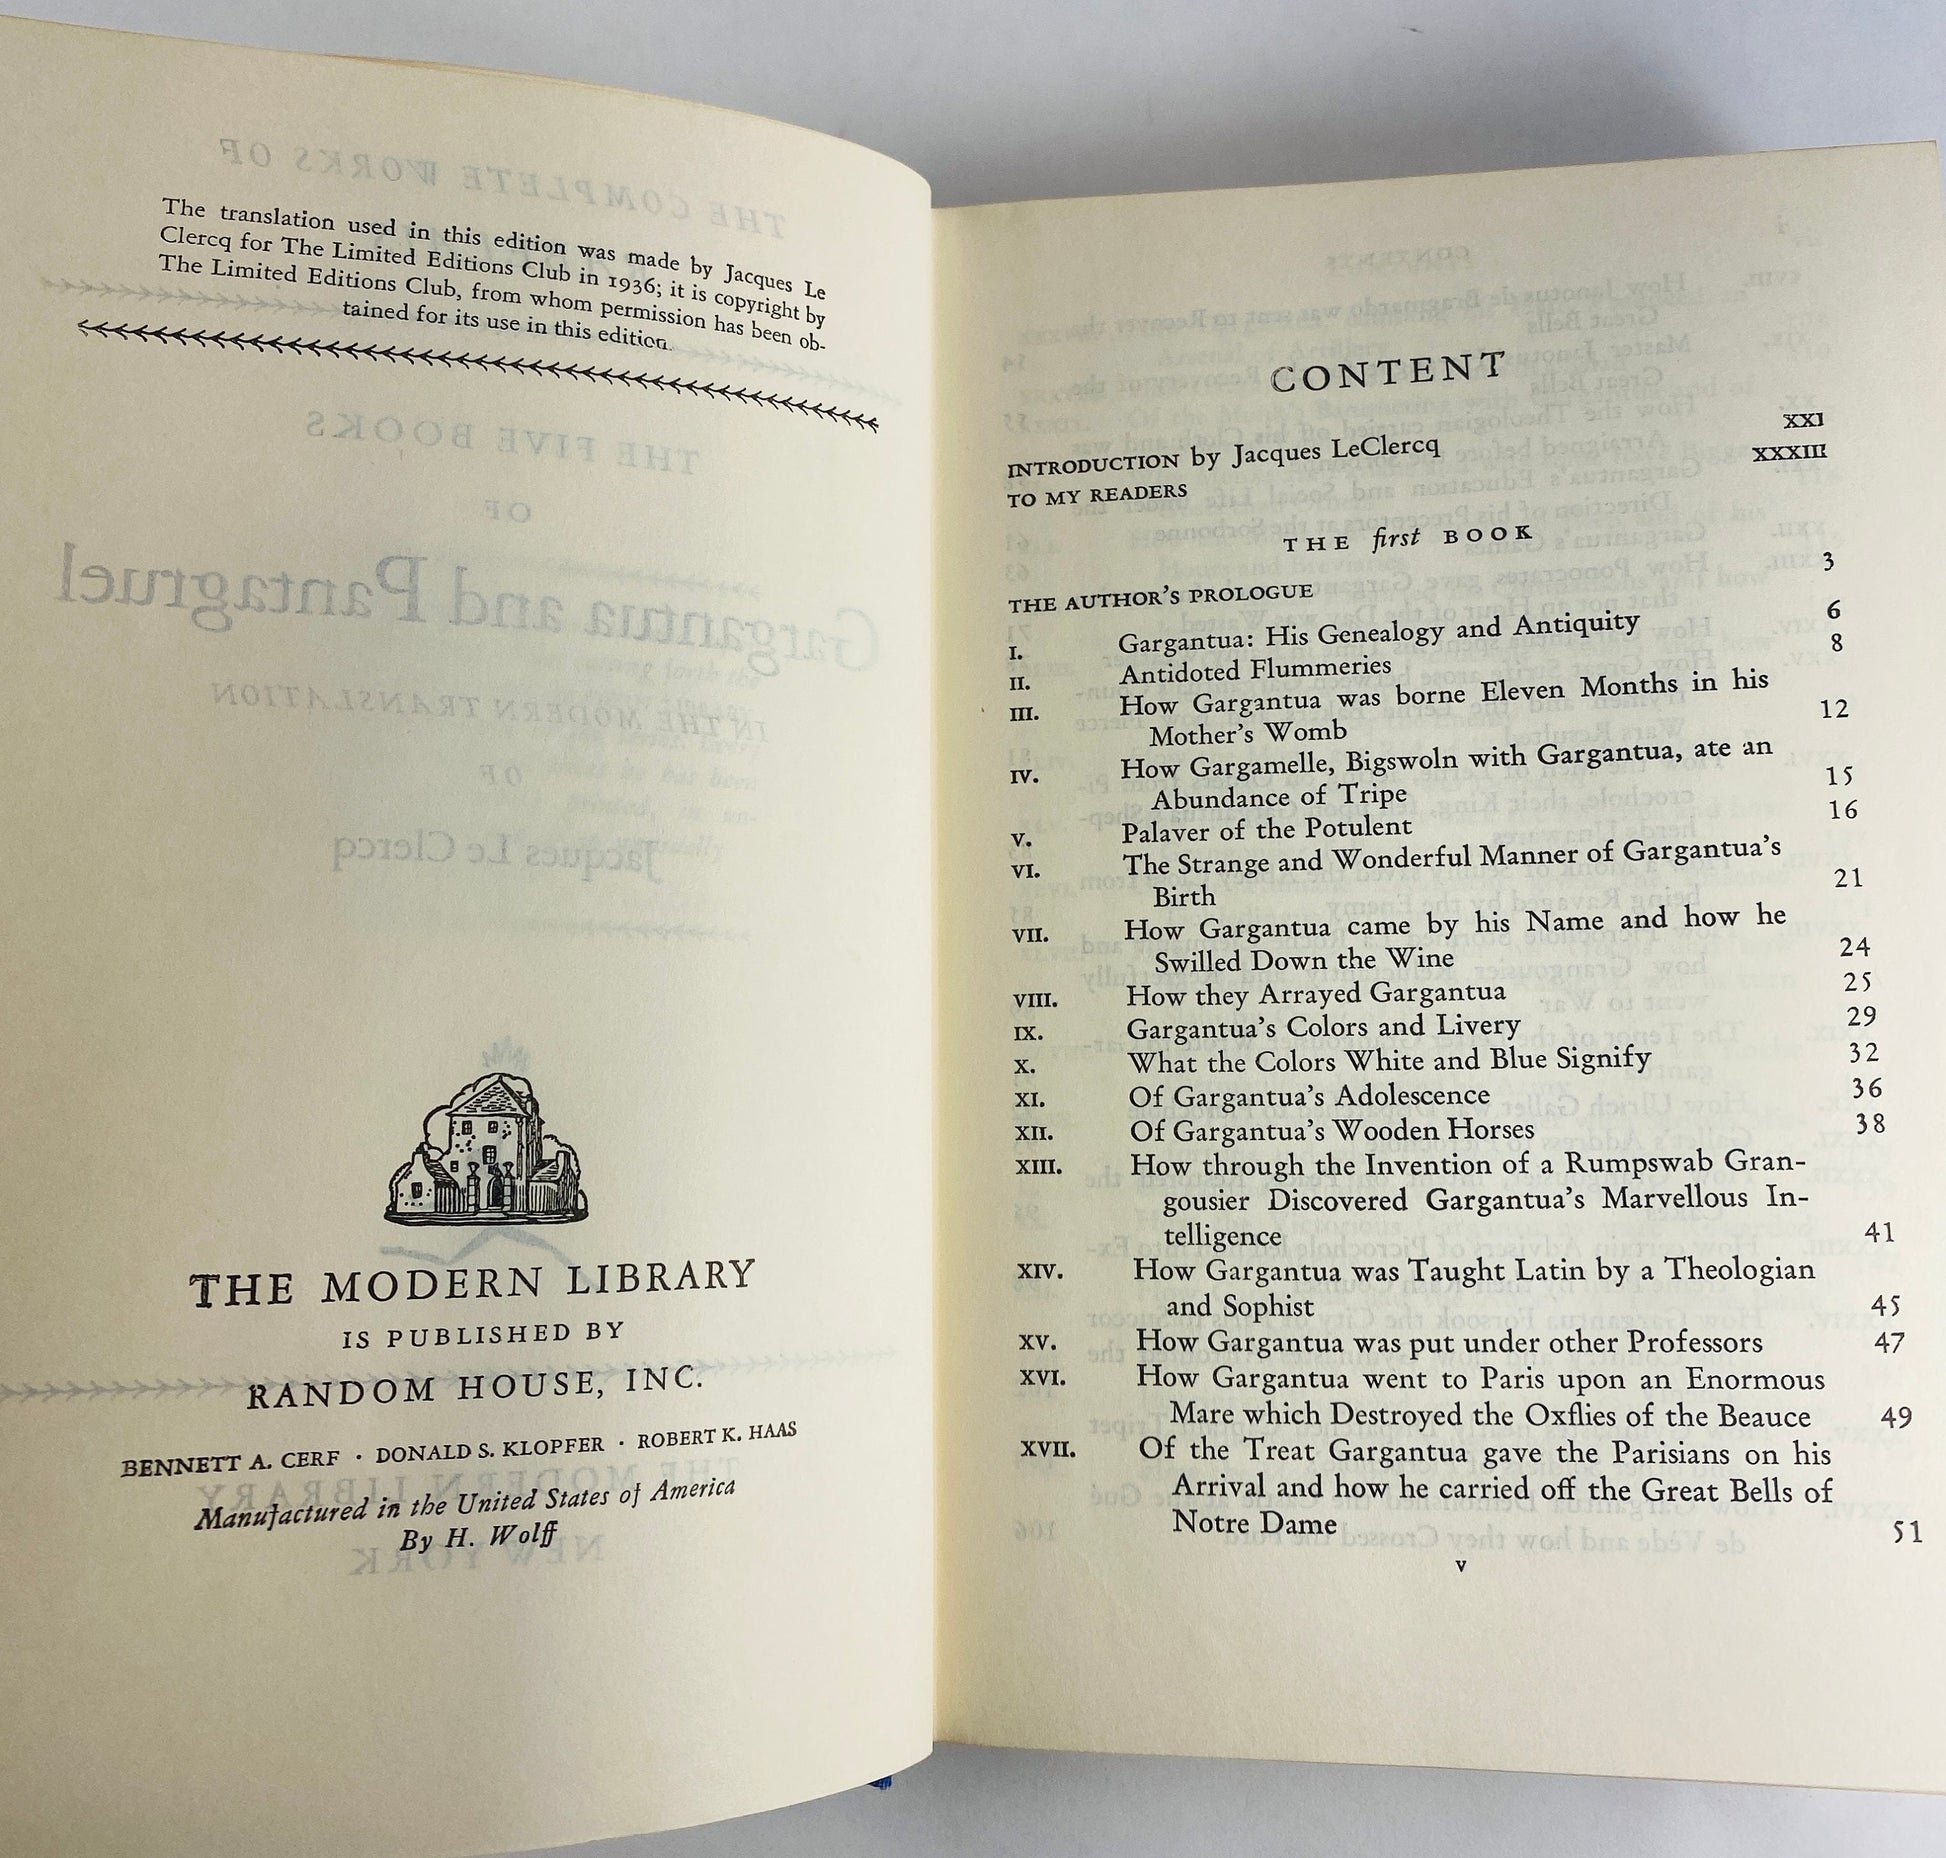 The translation used in this edition was made by Jacques Le
Clercq for The Limited Editions Club in 1936; it is copyright by
The Limited Editions Club, from whom permission has been ob-
tained for its use in this edition.
THE MODERN LIBRARY
IS PUBLISHED BY
RANDOM HOUSE, INC.
BENNETT A. CERF · DONALD S. KLOPFER · ROBERT K. HAAS
Manufactured in the United States of America
By H. Wolff
CONTENT
INTRODUCTION by Jacques LeClercq XXI
TO MY READERS XXXIII
THE first BOOK
THE AUTHOR'S PROLOGUE 3
I. Gargantua: His Genealogy and Antiquity 6
II. Antidoted Flummeries 8
III. How Gargantua was borne Eleven Months in his
Mother's Womb 12
IV. How Gargamelle, Bigswoln with Gargantua, ate an
Abundance of Tripe 15
V. Palaver of the Potulent 16
VI. The Strange and Wonderful Manner of Gargantua's
Birth 21
VII. How Gargantua came by his Name and how he
Swilled Down the Wine 24
VIII. How they Arrayed Gargantua 25
IX. Gargantua's Colors and Livery 29
X. What the Colors White and Blue Signify 32
XI. Of Gargantua's Adolescence 36
XII. Of Gargantua's Wooden Horses 38
XIII. How through the Invention of a Rumpswab Gran-
gousier Discovered Gargantua's Marvellous In-
telligence 41
XIV. How Gargantua was Taught Latin by a Theologian
and Sophist 45
XV. How Gargantua was put under other Professors 47
XVI. How Gargantua went to Paris upon an Enormous
Mare which Destroyed the Oxflies of the Beauce 49
XVII. Of the Treat Gargantua gave the Parisians on his
Arrival and how he carried off the Great Bells of
Notre Dame 51
v